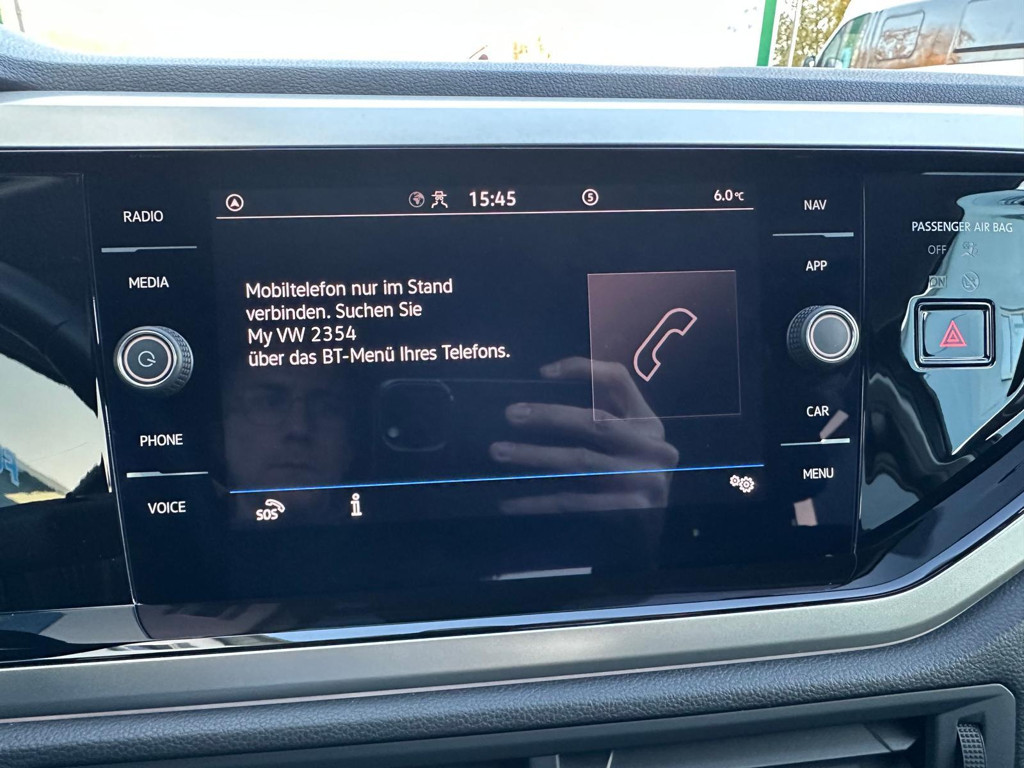 RADIO
MEDIA
PHONE
VOICE
15:45
5
6.0 °C
Mobiltelefon nur im Stand
verbinden. Suchen Sie
My VW 2354
über das BT-Menü Ihres Telefons.
SOS
i
NAV
APP
CAR
MENU
PASSENGER AIR BAG
OFF
ON